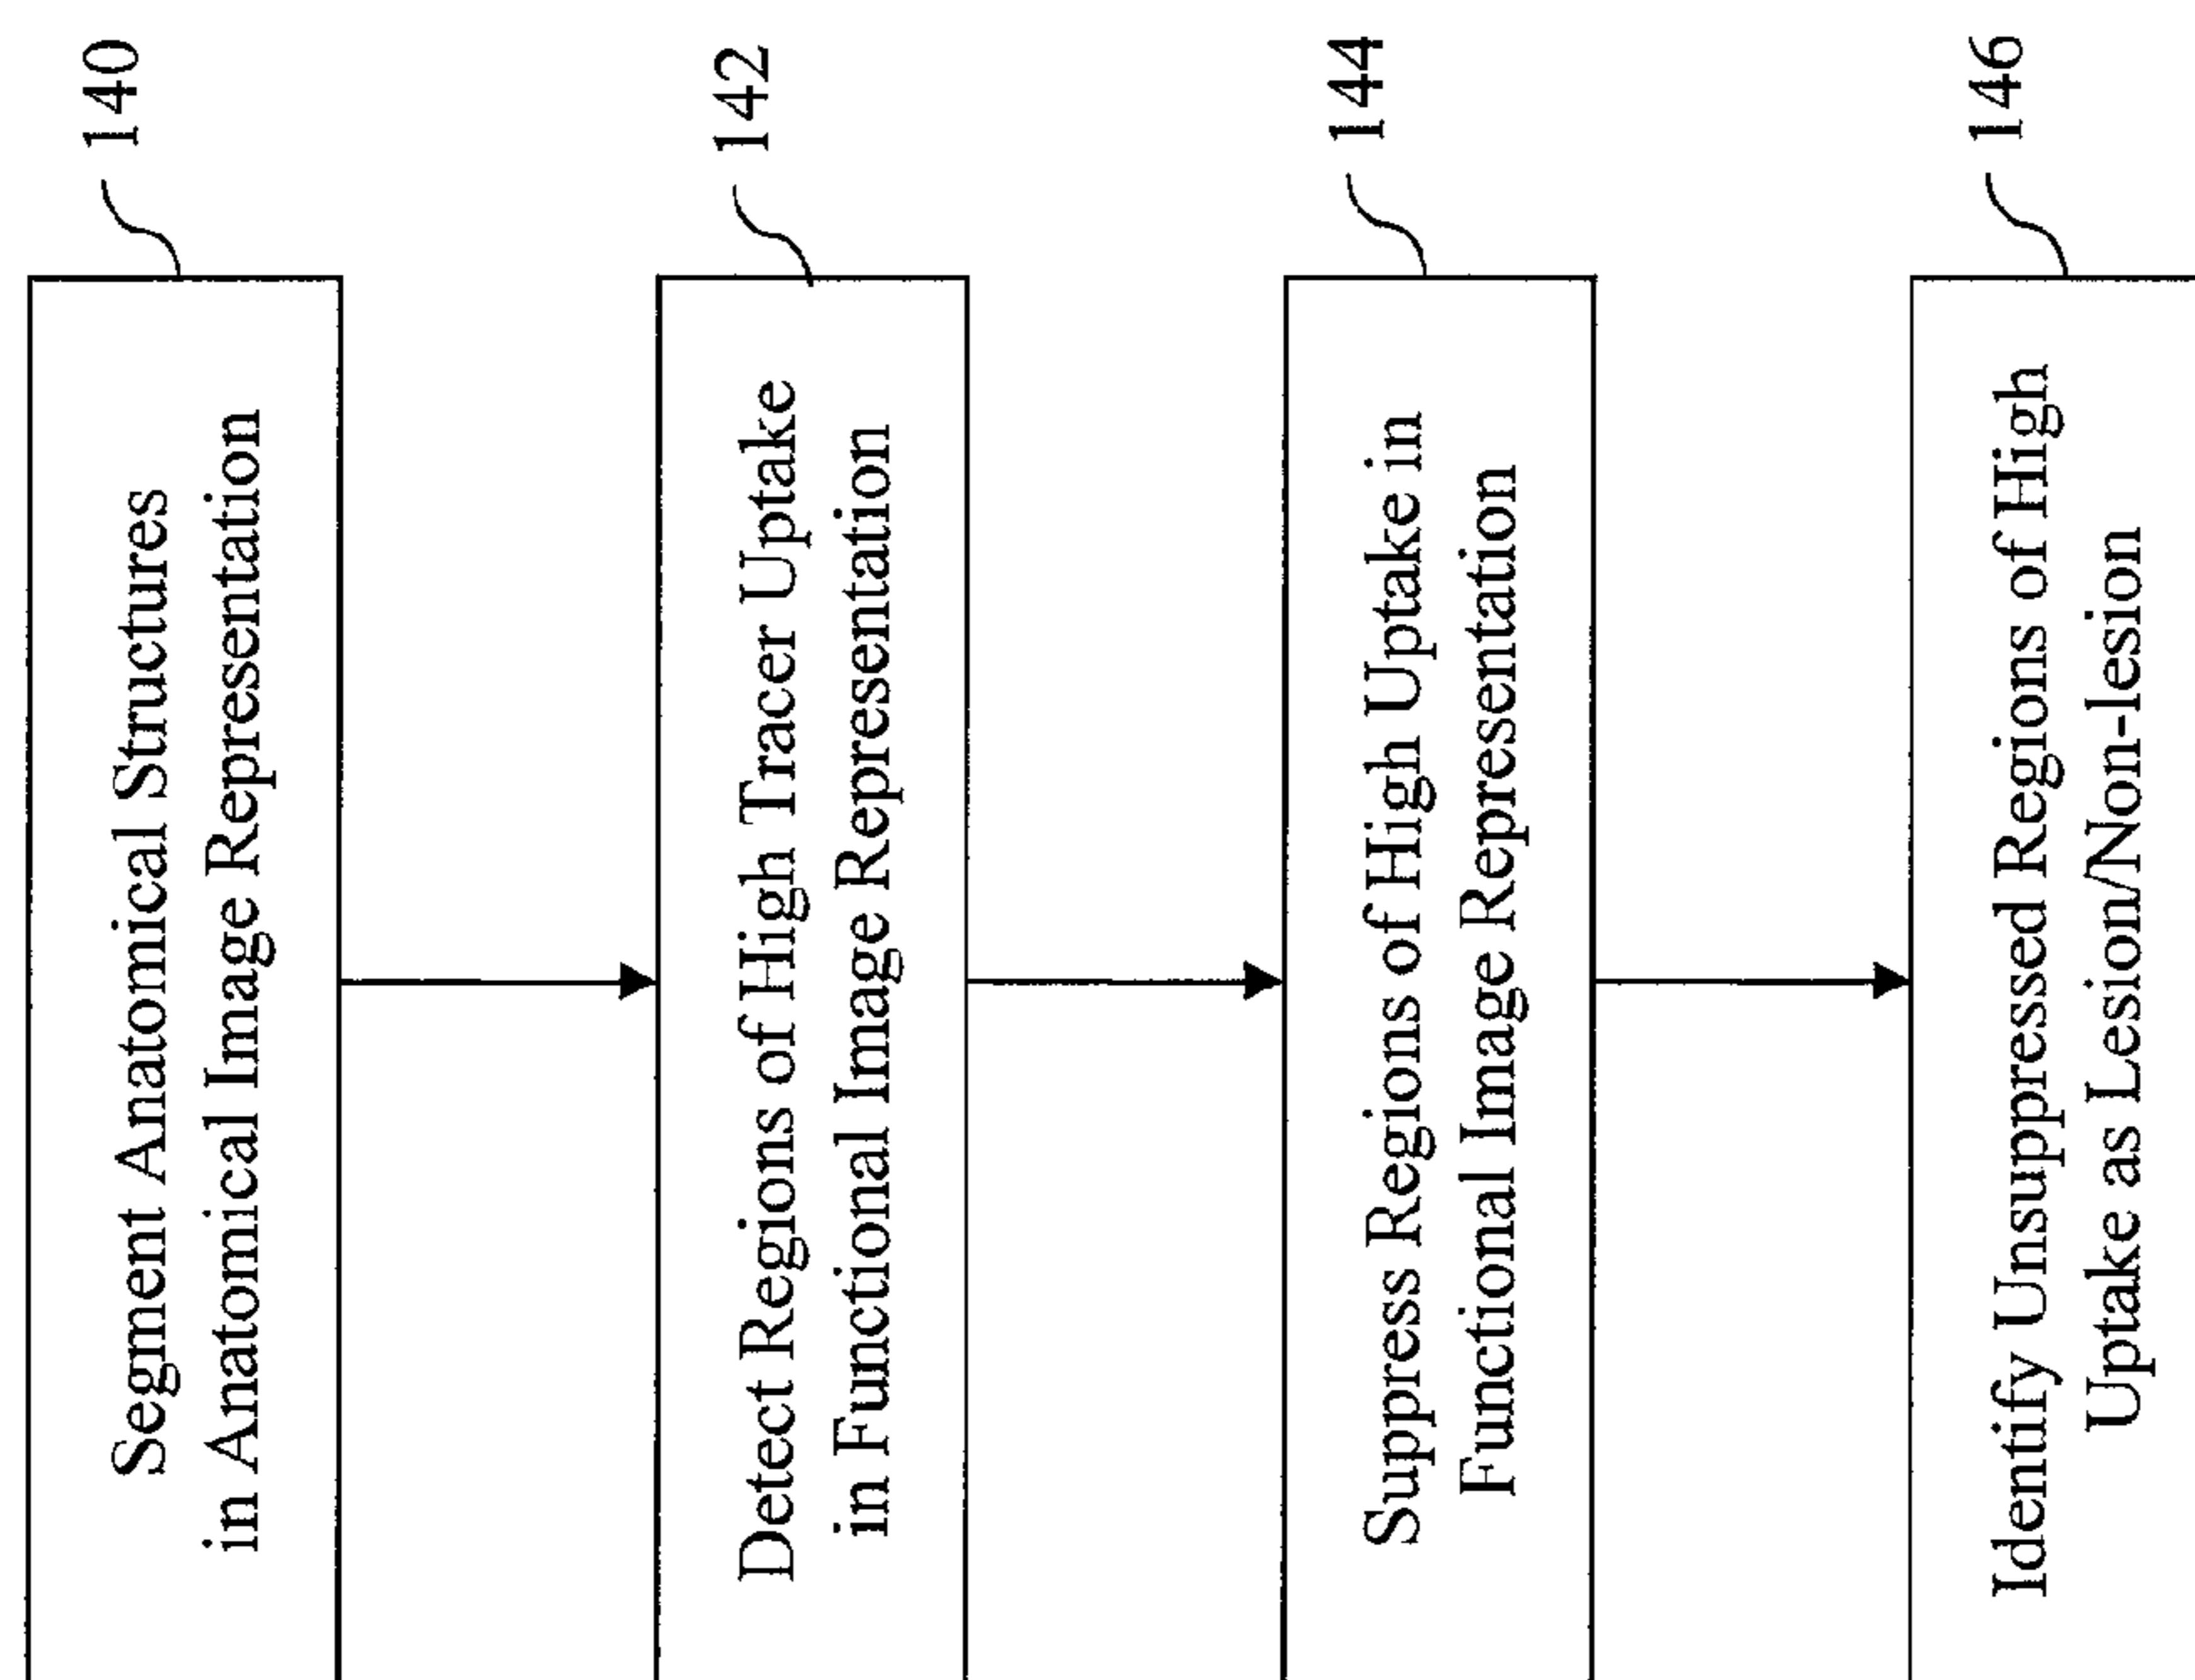 140
Segment Anatomical Structures
in Anatomical Image Representation
142
Detect Regions of High Tracer Uptake
in Functional Image Representation
144
Suppress Regions of High Uptake in
Functional Image Representation
146
Identify Unsuppressed Regions of High
Uptake as Lesion/Non-lesion